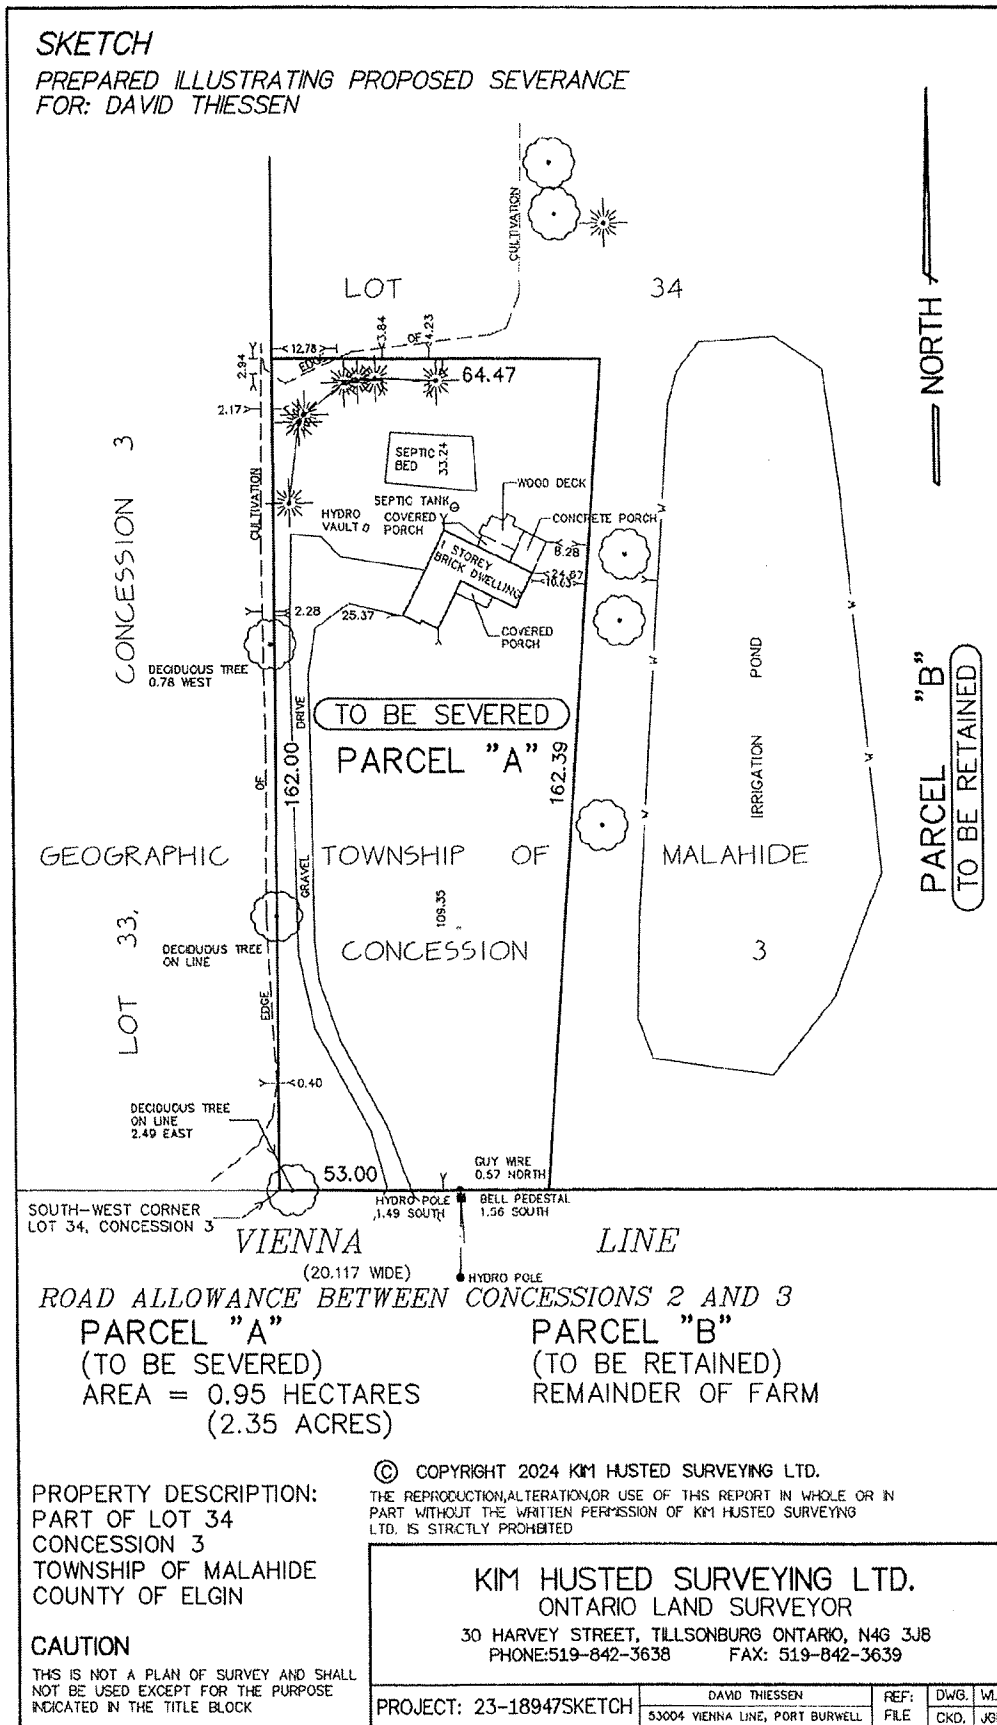 SKETCH
PREPARED ILLUSTRATING PROPOSED SEVERANCE
FOR: DAVID THIESSEN
CULTIVATION
LOT 34
NORTH
12.78
3.84
OF
4.23
EDGE
2.94
64.47
2.17
CONCESSION 3
CULTIVATION
SEPTIC
BED
33.24
WOOD DECK
SEPTIC TANK
HYDRO
VAULT
COVERED
PORCH
CONCRETE PORCH
1 STOREY
BRICK DWELLING
8.28
24.67
10.63
2.28
25.37
COVERED
PORCH
DECIDUOUS TREE
0.78 WEST
DRIVE
TO BE SEVERED
PARCEL "A"
162.00
162.39
OF
W
W
W
W
W
W
IRRIGATION POND
PARCEL "B"
TO BE RETAINED
GEOGRAPHIC TOWNSHIP OF MALAHIDE
GRAVEL
109.35
LOT 33,
DECIDUOUS TREE
ON LINE
CONCESSION 3
EDGE
0.40
DECIDUOUS TREE
ON LINE
2.49 EAST
53.00
GUY WIRE
0.57 NORTH
HYDRO POLE
1.49 SOUTH
BELL PEDESTAL
1.56 SOUTH
SOUTH-WEST CORNER
LOT 34, CONCESSION 3
VIENNA LINE
(20.117 WIDE)
HYDRO POLE
ROAD ALLOWANCE BETWEEN CONCESSIONS 2 AND 3
PARCEL "A"
(TO BE SEVERED)
AREA = 0.95 HECTARES
(2.35 ACRES)
PARCEL "B"
(TO BE RETAINED)
REMAINDER OF FARM
© COPYRIGHT 2024 KIM HUSTED SURVEYING LTD.
THE REPRODUCTION,ALTERATION,OR USE OF THIS REPORT IN WHOLE OR IN
PART WITHOUT THE WRITTEN PERMISSION OF KIM HUSTED SURVEYING
LTD. IS STRICTLY PROHIBITED
PROPERTY DESCRIPTION:
PART OF LOT 34
CONCESSION 3
TOWNSHIP OF MALAHIDE
COUNTY OF ELGIN
CAUTION
THIS IS NOT A PLAN OF SURVEY AND SHALL
NOT BE USED EXCEPT FOR THE PURPOSE
INDICATED IN THE TITLE BLOCK
KIM HUSTED SURVEYING LTD.
ONTARIO LAND SURVEYOR
30 HARVEY STREET, TILLSONBURG ONTARIO, N4G 3J8
PHONE:519-842-3638 FAX: 519-842-3639
PROJECT: 23-18947SKETCH
DAVID THIESSEN
53004 VIENNA LINE, PORT BURWELL
REF:
FILE
DWG.
CKD.